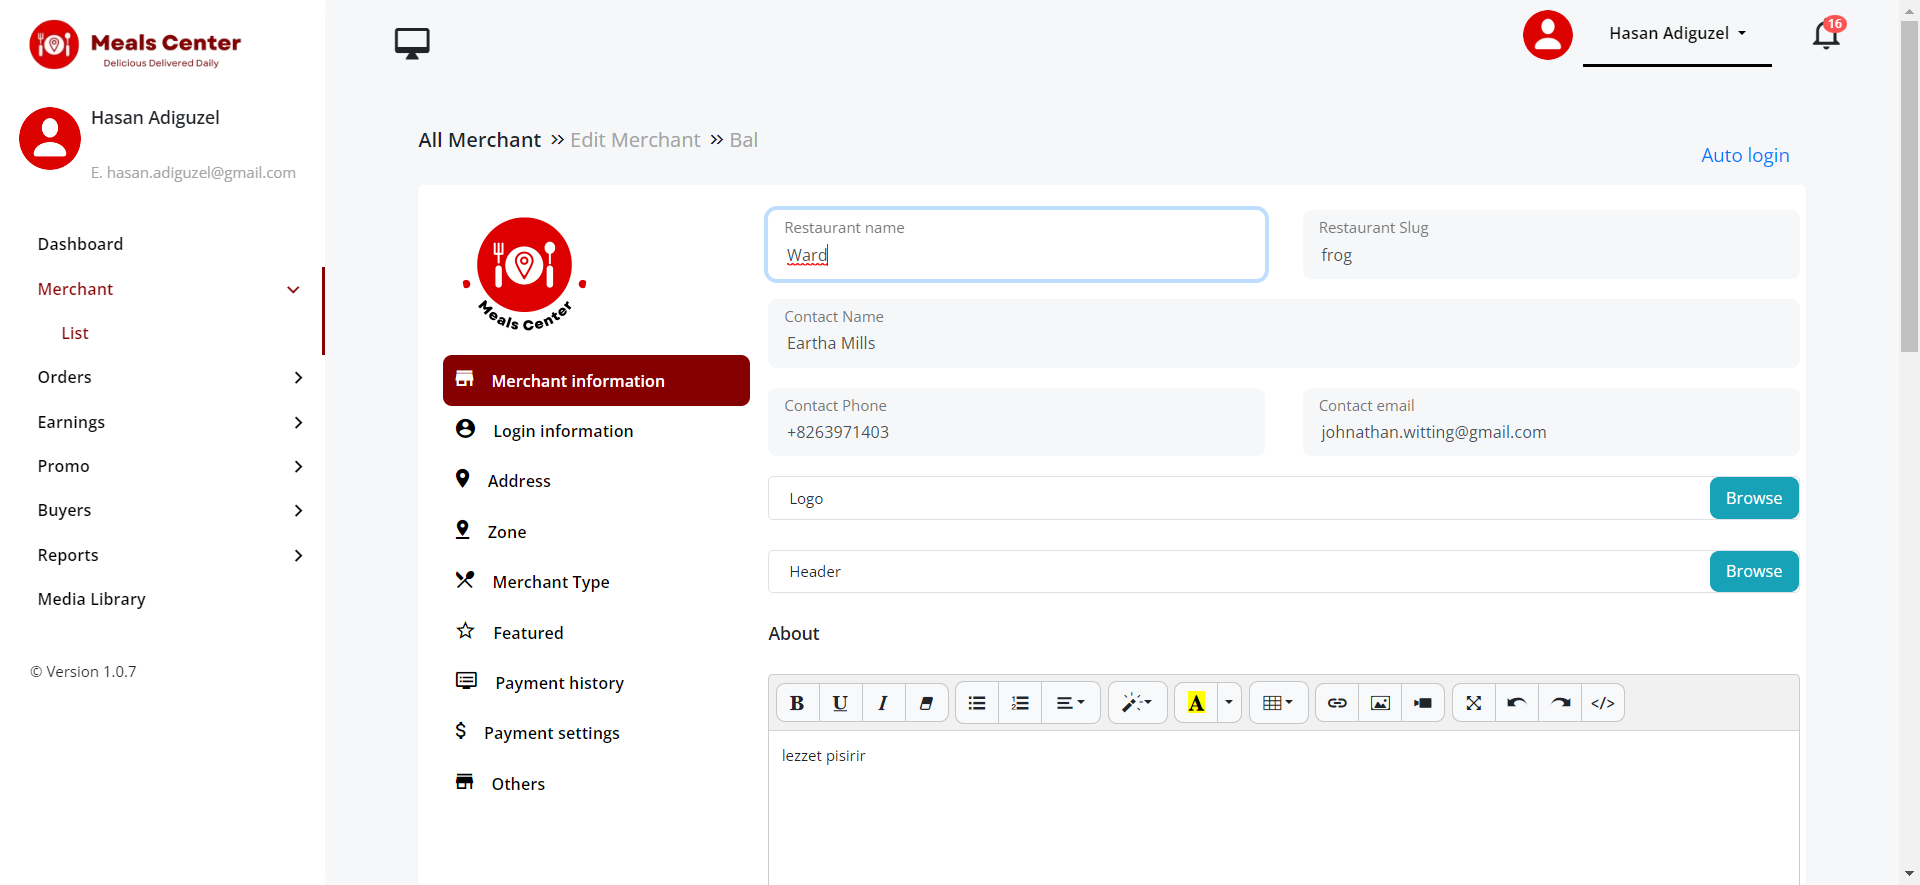 Meals Center
Delicious Delivered Daily
Hasan Adiguzel
E. hasan.adiguzel@gmail.com
Dashboard
Merchant
List
Orders
Earnings
Promo
Buyers
Reports
Media Library
© Version 1.0.7
Hasan Adiguzel
16
All Merchant » Edit Merchant » Bal
Auto login
Meals Center
Merchant information
Login information
Address
Zone
Merchant Type
Featured
Payment history
Payment settings
Others
Restaurant name
Ward
Restaurant Slug
frog
Contact Name
Eartha Mills
Contact Phone
+8263971403
Contact email
johnathan.witting@gmail.com
Logo
Browse
Header
Browse
About
B U I A </>
lezzet pisirir